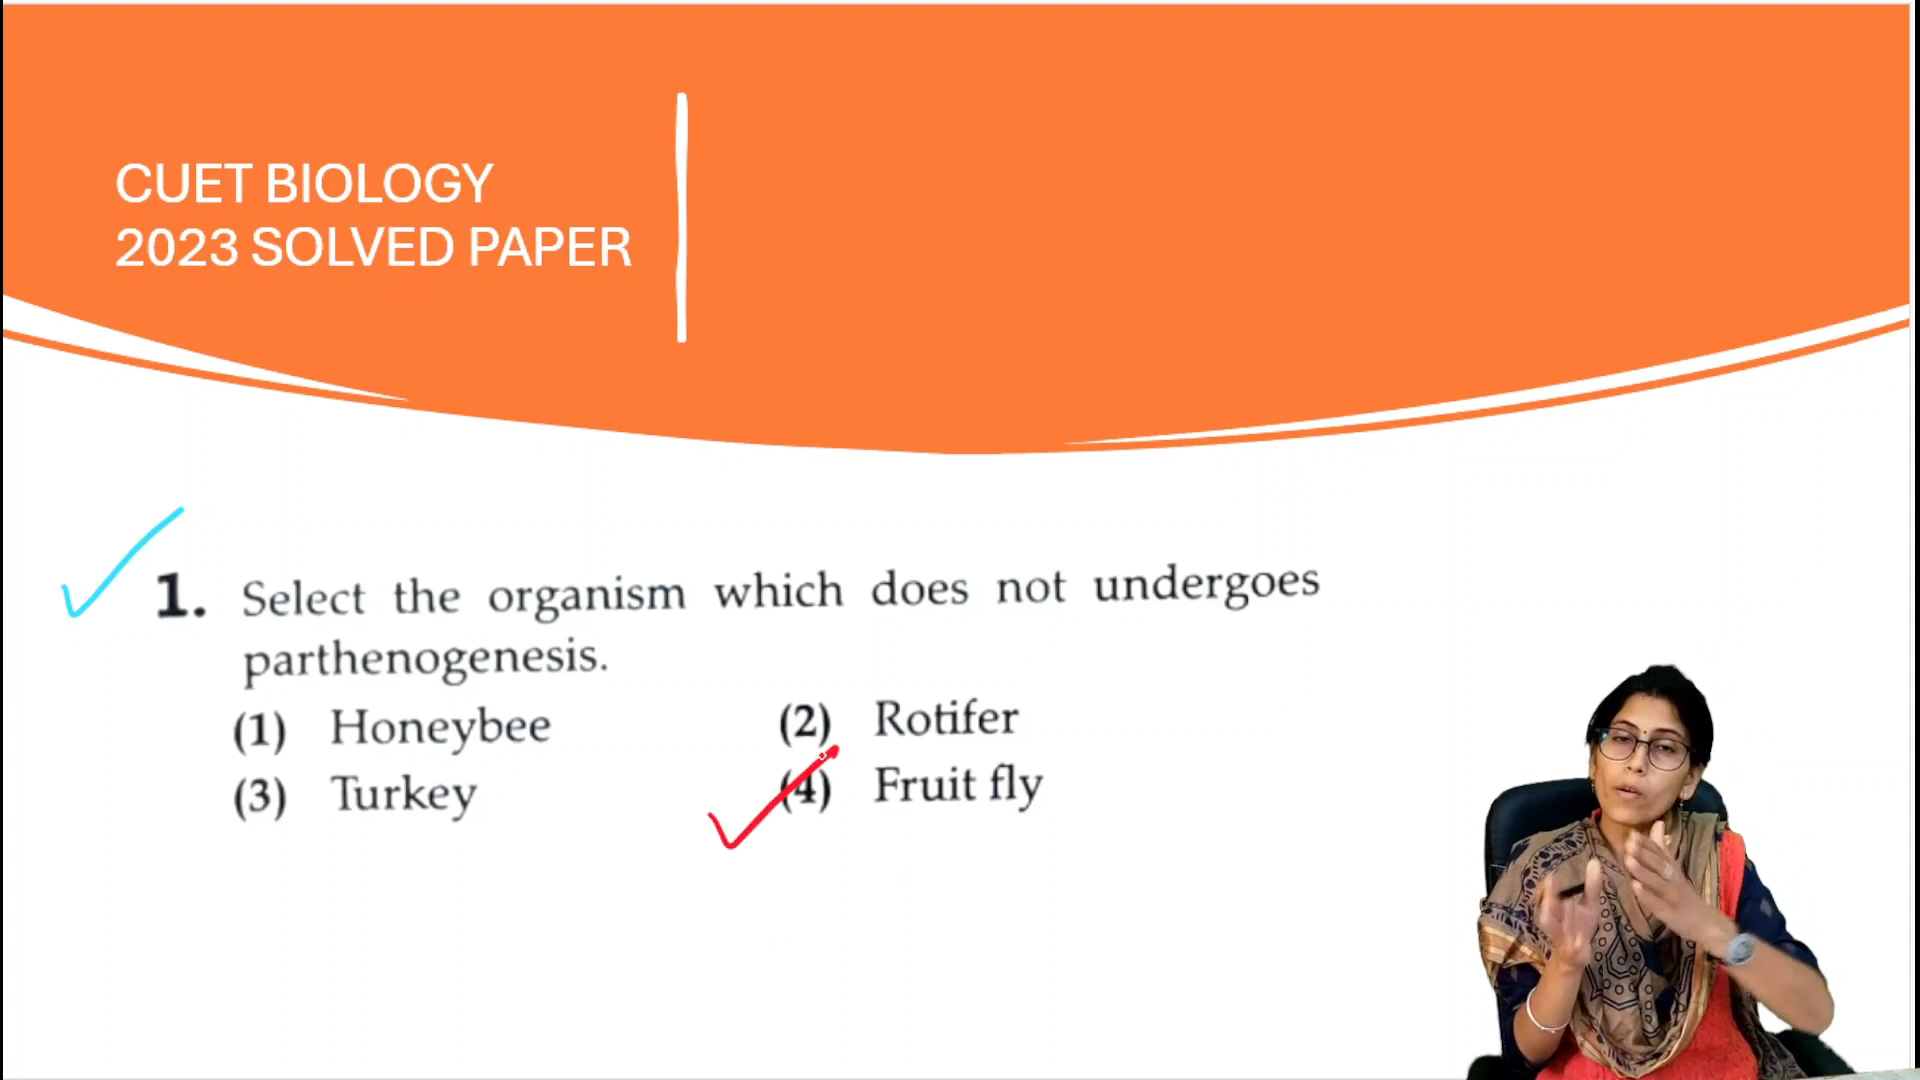 CUET BIOLOGY
2023 SOLVED PAPER
1. Select the organism which does not undergoes
parthenogenesis.
(1) Honeybee (2) Rotifer
(3) Turkey (4) Fruit fly